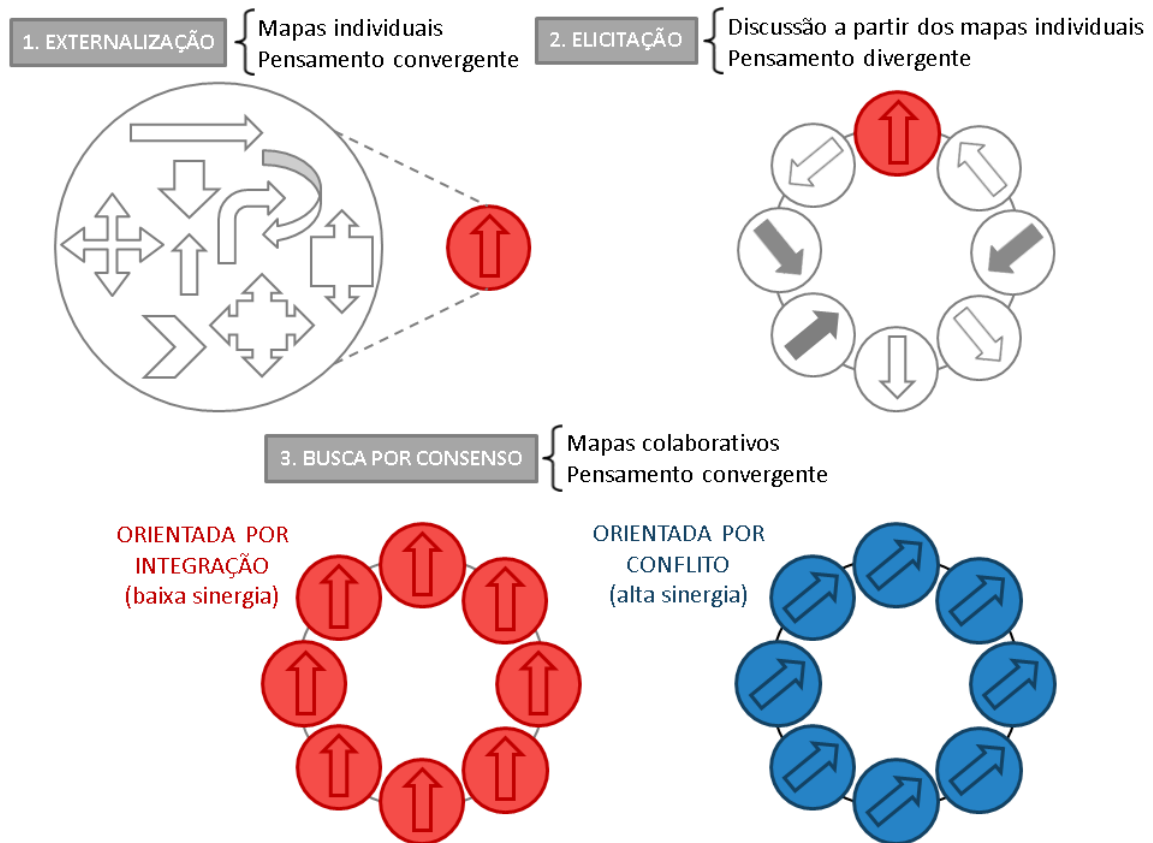 1. EXTERNALIZAÇÃO
Mapas individuais
Pensamento convergente
2. ELICITAÇÃO
Discussão a partir dos mapas individuais
Pensamento divergente
3. BUSCA POR CONSENSO
Mapas colaborativos
Pensamento convergente
ORIENTADA POR
INTEGRAÇÃO
(baixa sinergia)
ORIENTADA POR
CONFLITO
(alta sinergia)